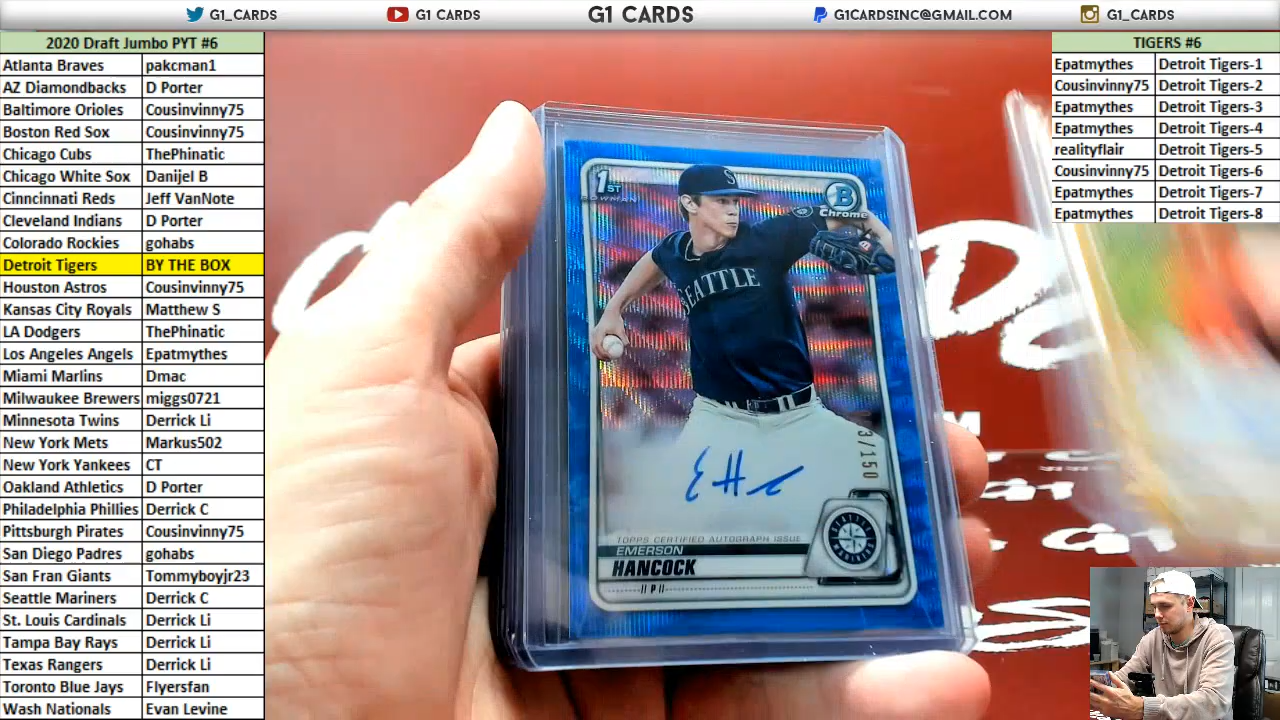 G1_CARDS
G1 CARDS
G1 CARDS
G1CARDSINC@GMAIL.COM
G1_CARDS
2020 Draft Jumbo PYT #6
Atlanta Braves pakcman1
AZ Diamondbacks D Porter
Baltimore Orioles Cousinvinny75
Boston Red Sox Cousinvinny75
Chicago Cubs ThePhinatic
Chicago White Sox Danijel B
Cinncinnati Reds Jeff VanNote
Cleveland Indians D Porter
Colorado Rockies gohabs
Detroit Tigers BY THE BOX
Houston Astros Cousinvinny75
Kansas City Royals Matthew S
LA Dodgers ThePhinatic
Los Angeles Angels Epatmythes
Miami Marlins Dmac
Milwaukee Brewers miggs0721
Minnesota Twins Derrick Li
New York Mets Markus502
New York Yankees CT
Oakland Athletics D Porter
Philadelphia Phillies Derrick C
Pittsburgh Pirates Cousinvinny75
San Diego Padres gohabs
San Fran Giants Tommyboyjr23
Seattle Mariners Derrick C
St. Louis Cardinals Derrick Li
Tampa Bay Rays Derrick Li
Texas Rangers Derrick Li
Toronto Blue Jays Flyersfan
Wash Nationals Evan Levine
TIGERS #6
Epatmythes Detroit Tigers-1
Cousinvinny75 Detroit Tigers-2
Epatmythes Detroit Tigers-3
Epatmythes Detroit Tigers-4
realityflair Detroit Tigers-5
Cousinvinny75 Detroit Tigers-6
Epatmythes Detroit Tigers-7
Epatmythes Detroit Tigers-8
1ST
BOWMAN
B
Chrome
S
SEATTLE
3/150
E H
TOPPS CERTIFIED AUTOGRAPH ISSUE
EMERSON
HANCOCK
P
SEATTLE MARINERS